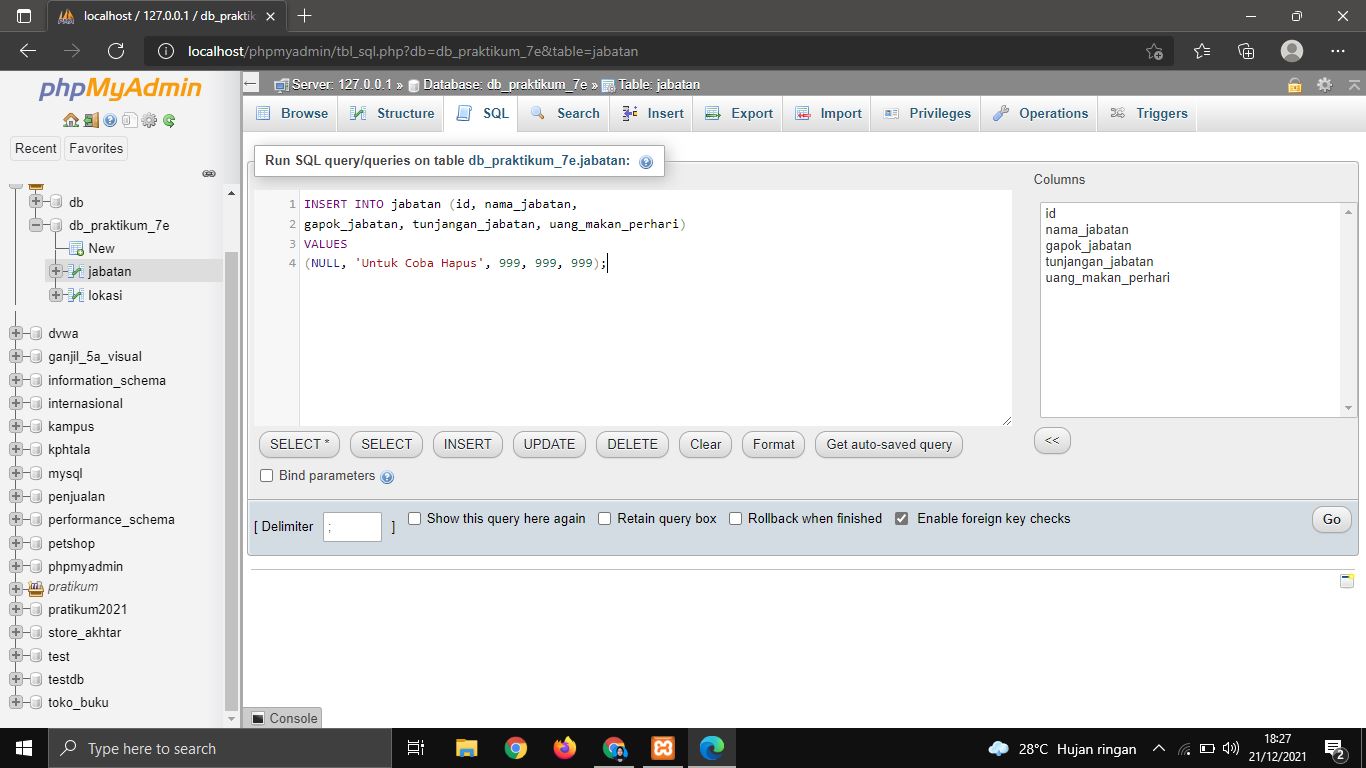 localhost / 127.0.0.1 / db_praktik
localhost/phpmyadmin/tbl_sql.php?db=db_praktikum_7e&table=jabatan
phpMyAdmin
Recent
Favorites
db
db_praktikum_7e
New
jabatan
lokasi
dvwa
ganjil_5a_visual
information_schema
internasional
kampus
kphtala
mysql
penjualan
performance_schema
petshop
phpmyadmin
pratikum
pratikum2021
store_akhtar
test
testdb
toko_buku
Server: 127.0.0.1 » Database: db_praktikum_7e » Table: jabatan
Browse Structure SQL Search Insert Export Import Privileges Operations Triggers
Run SQL query/queries on table db_praktikum_7e.jabatan:
1 INSERT INTO jabatan (id, nama_jabatan,
2 gapok_jabatan, tunjangan_jabatan, uang_makan_perhari)
3 VALUES
4 (NULL, 'Untuk Coba Hapus', 999, 999, 999);
Columns
id
nama_jabatan
gapok_jabatan
tunjangan_jabatan
uang_makan_perhari
<<
SELECT * SELECT INSERT UPDATE DELETE Clear Format Get auto-saved query
Bind parameters
[ Delimiter ; ] Show this query here again Retain query box Rollback when finished Enable foreign key checks Go
Console
Type here to search
28°C Hujan ringan
18:27
21/12/2021
2